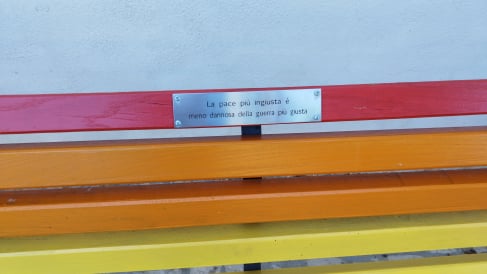 La pace più ingiusta è
meno dannosa della guerra più giusta